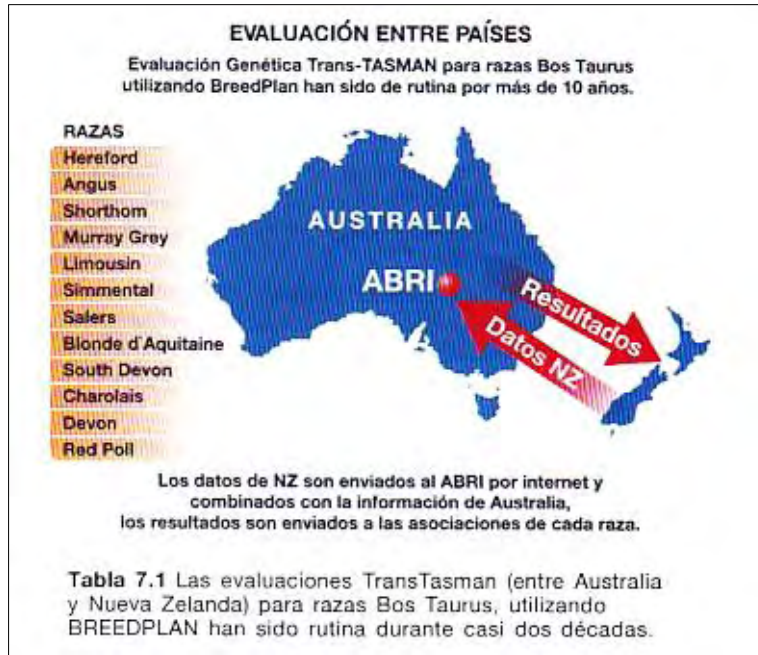 EVALUACIÓN ENTRE PAÍSES
Evaluación Genética Trans-TASMAN para razas Bos Taurus
utilizando BreedPlan han sido de rutina por más de 10 años.
RAZAS
Hereford
Angus
Shorthom
Murray Grey
Limousin
Simmental
Salers
Blonde d`Aquitaine
South Devon
Charolais
Devon
Red Poll
AUSTRALIA
ABRI
Resultados
Datos NZ
Los datos de NZ son enviados al ABRI por internet y
combinados con la información de Australia,
los resultados son enviados a las asociaciones de cada raza.
Tabla 7.1 Las evaluaciones TransTasman (entre Australia
y Nueva Zelanda) para razas Bos Taurus, utilizando
BREEDPLAN han sido rutina durante casi dos décadas.